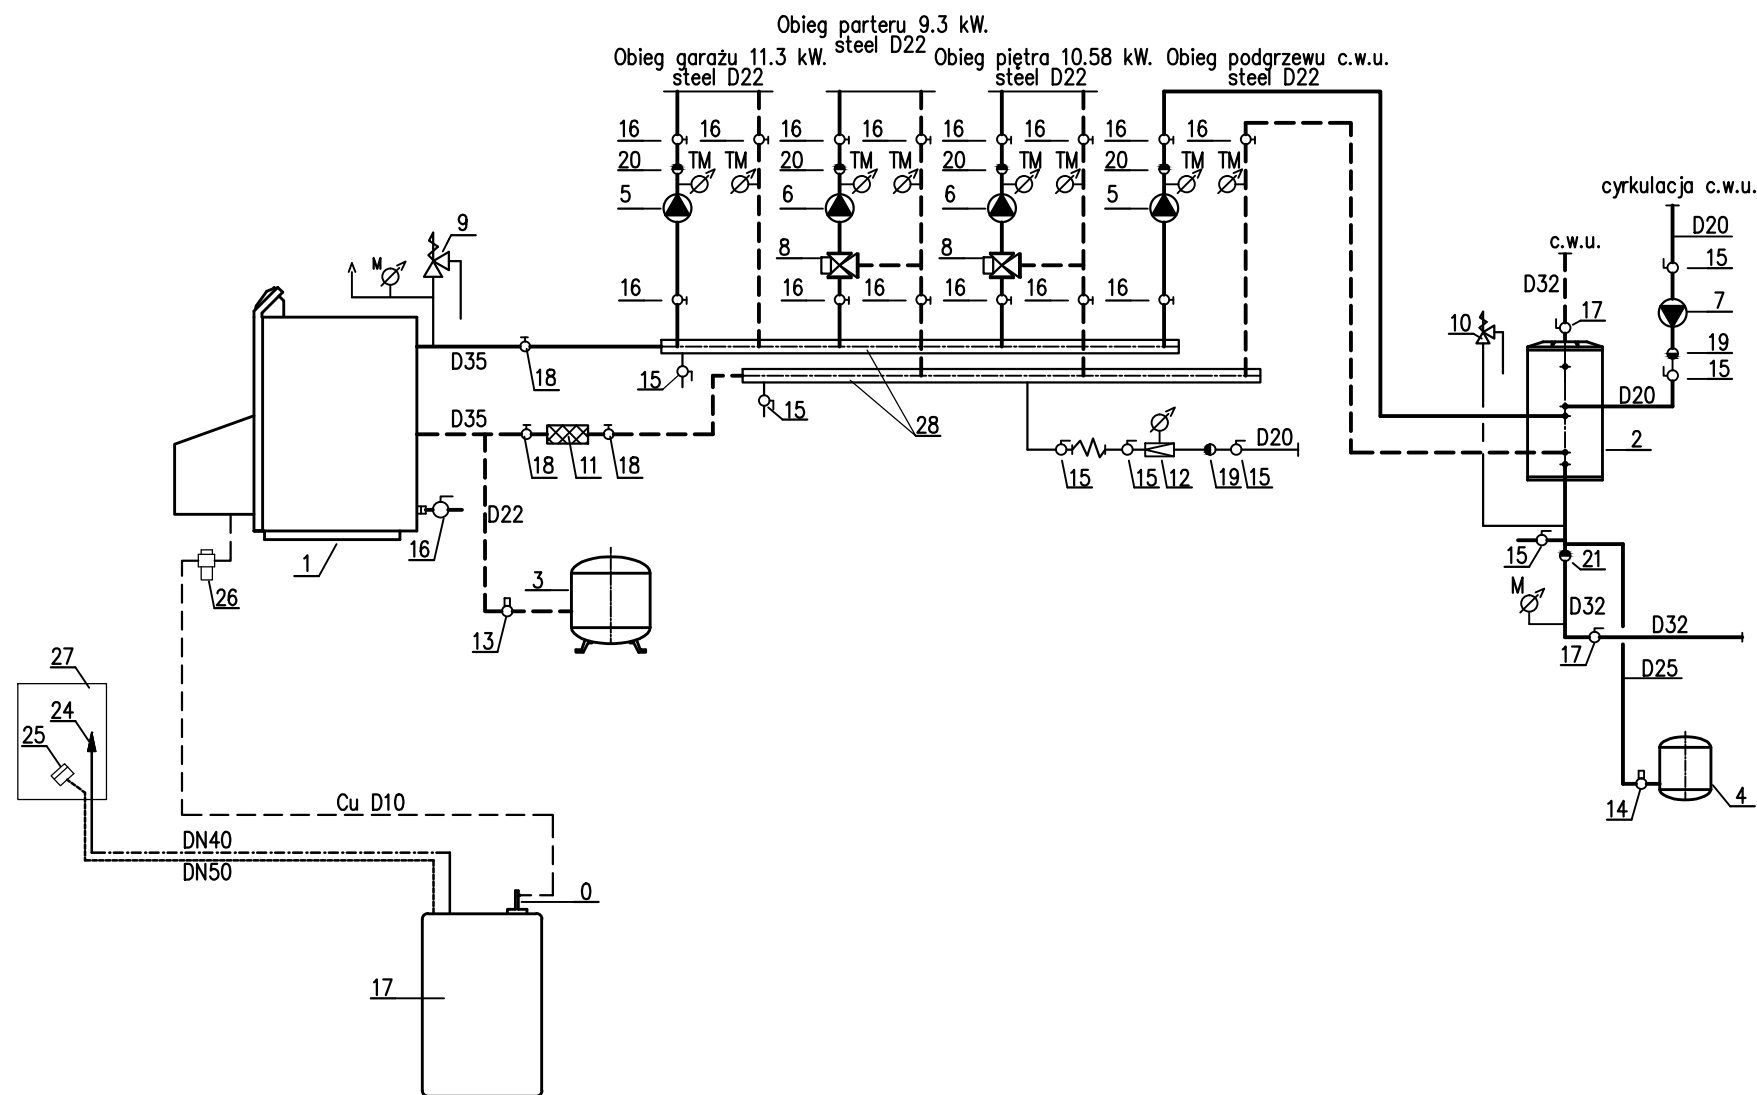 Obieg parteru 9.3 kW.
steel D22
Obieg garażu 11.3 kW.
steel D22
Obieg piętra 10.58 kW.
steel D22
Obieg podgrzewu c.w.u.
steel D22
16 16 16 16 16 16 16 16
20 TM TM 20 TM TM 20 TM TM 20 TM TM
5 6 6 5
cyrkulacja c.w.u.
D20
9
M
8 8
c.w.u.
15
D32
16 16 16 16 16 16
7
10
17
19
D35
18
15
15
D20
D35
15
28
D20
2
18 11 18
15 15 12 19 15
D22
16
1
15
21
26
3
M
D32
D32
13
17
27
D25
24
25
Cu D10
14
4
DN40
DN50
0
17